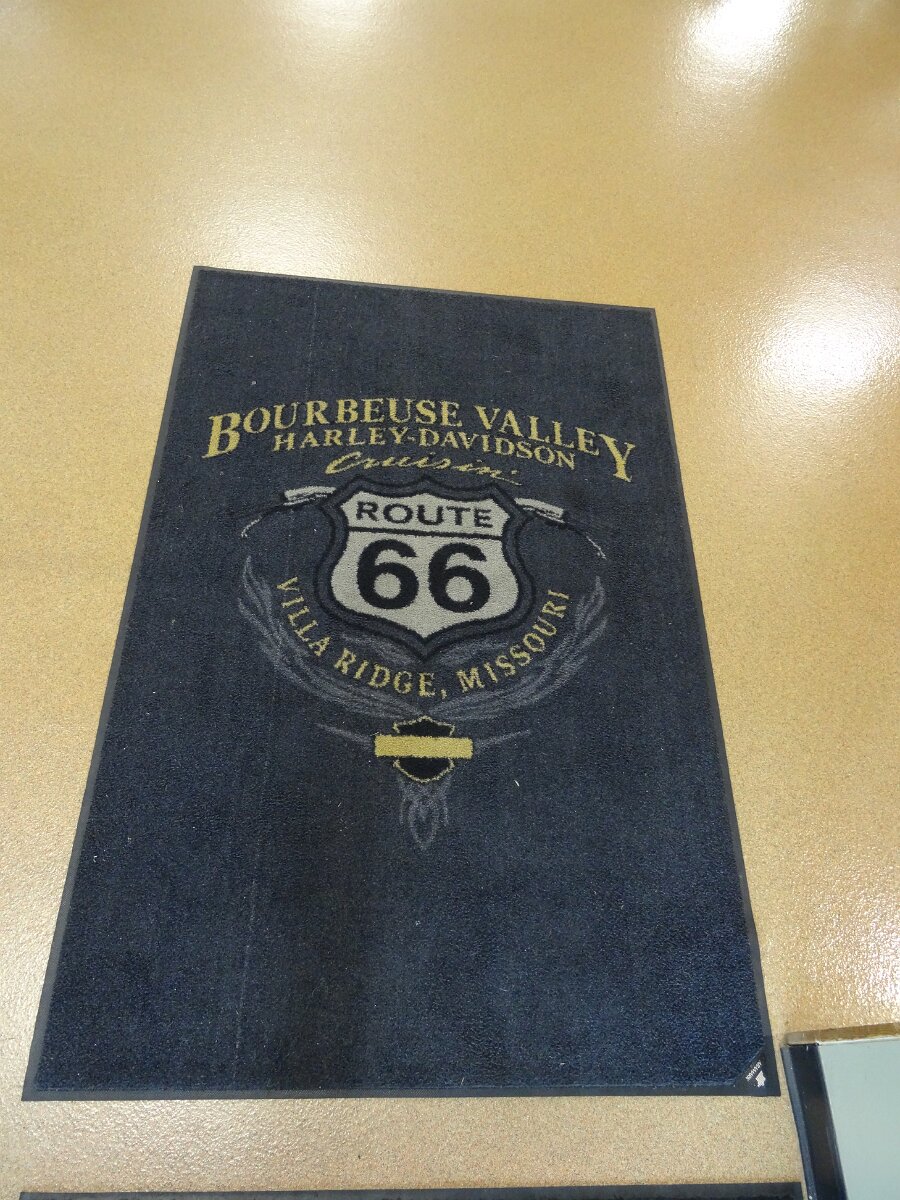 BOURBEUSE VALLEY
HARLEY-DAVIDSON
Cruisin'
ROUTE
66
VILLA RIDGE, MISSOURI